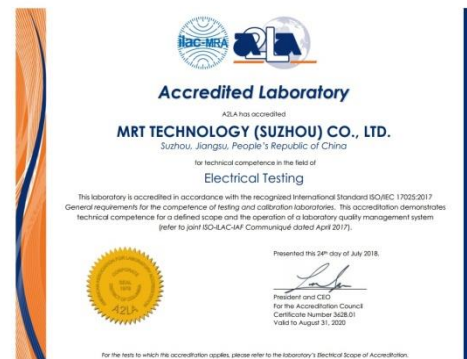 ilac-MRA
A2LA
Accredited Laboratory
A2LA has accredited
MRT TECHNOLOGY (SUZHOU) CO., LTD.
Suzhou, Jiangsu, People's Republic of China
for technical competence in the field of
Electrical Testing
This laboratory is accredited in accordance with the recognized International Standard ISO/IEC 17025:2017
General requirements for the competence of testing and calibration laboratories. This accreditation demonstrates
technical competence for a defined scope and the operation of a laboratory quality management system
(refer to joint ISO-ILAC-IAF Communiqué dated April 2017).
Presented this 24th day of July 2018.
President and CEO
For the Accreditation Council
Certificate Number 3628.01
Valid to August 31, 2020
SEAL
1978
A2LA
For the tests to which this accreditation applies, please refer to the laboratory's Electrical Scope of Accreditation.